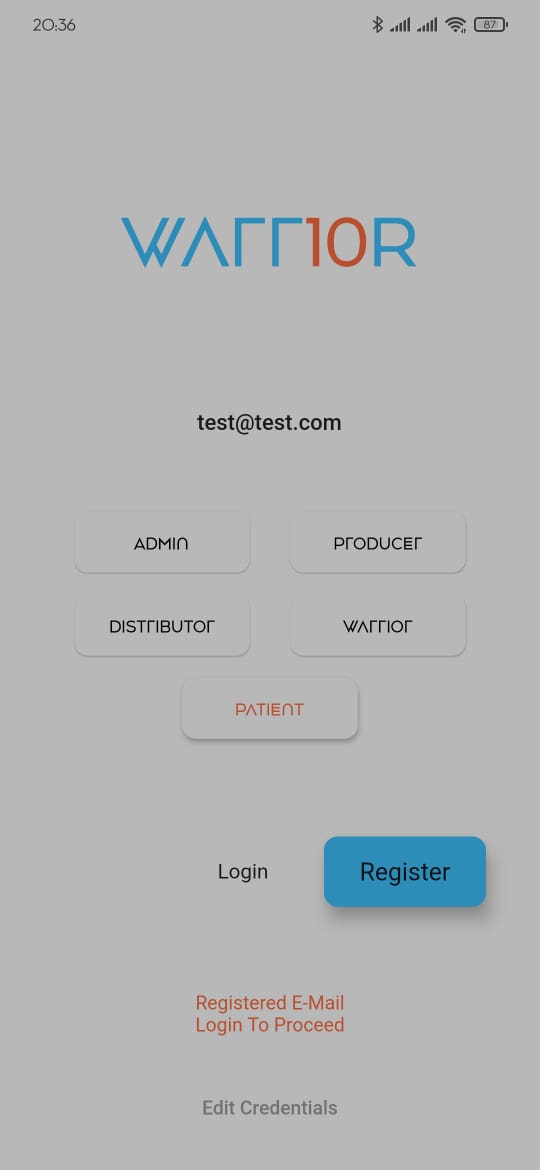 20:36
87
WARR10R
test@test.com
ADMIN
PRODUCER
DISTRIBUTOR
WARRIOR
PATIENT
Login
Register
Registered E-Mail
Login To Proceed
Edit Credentials